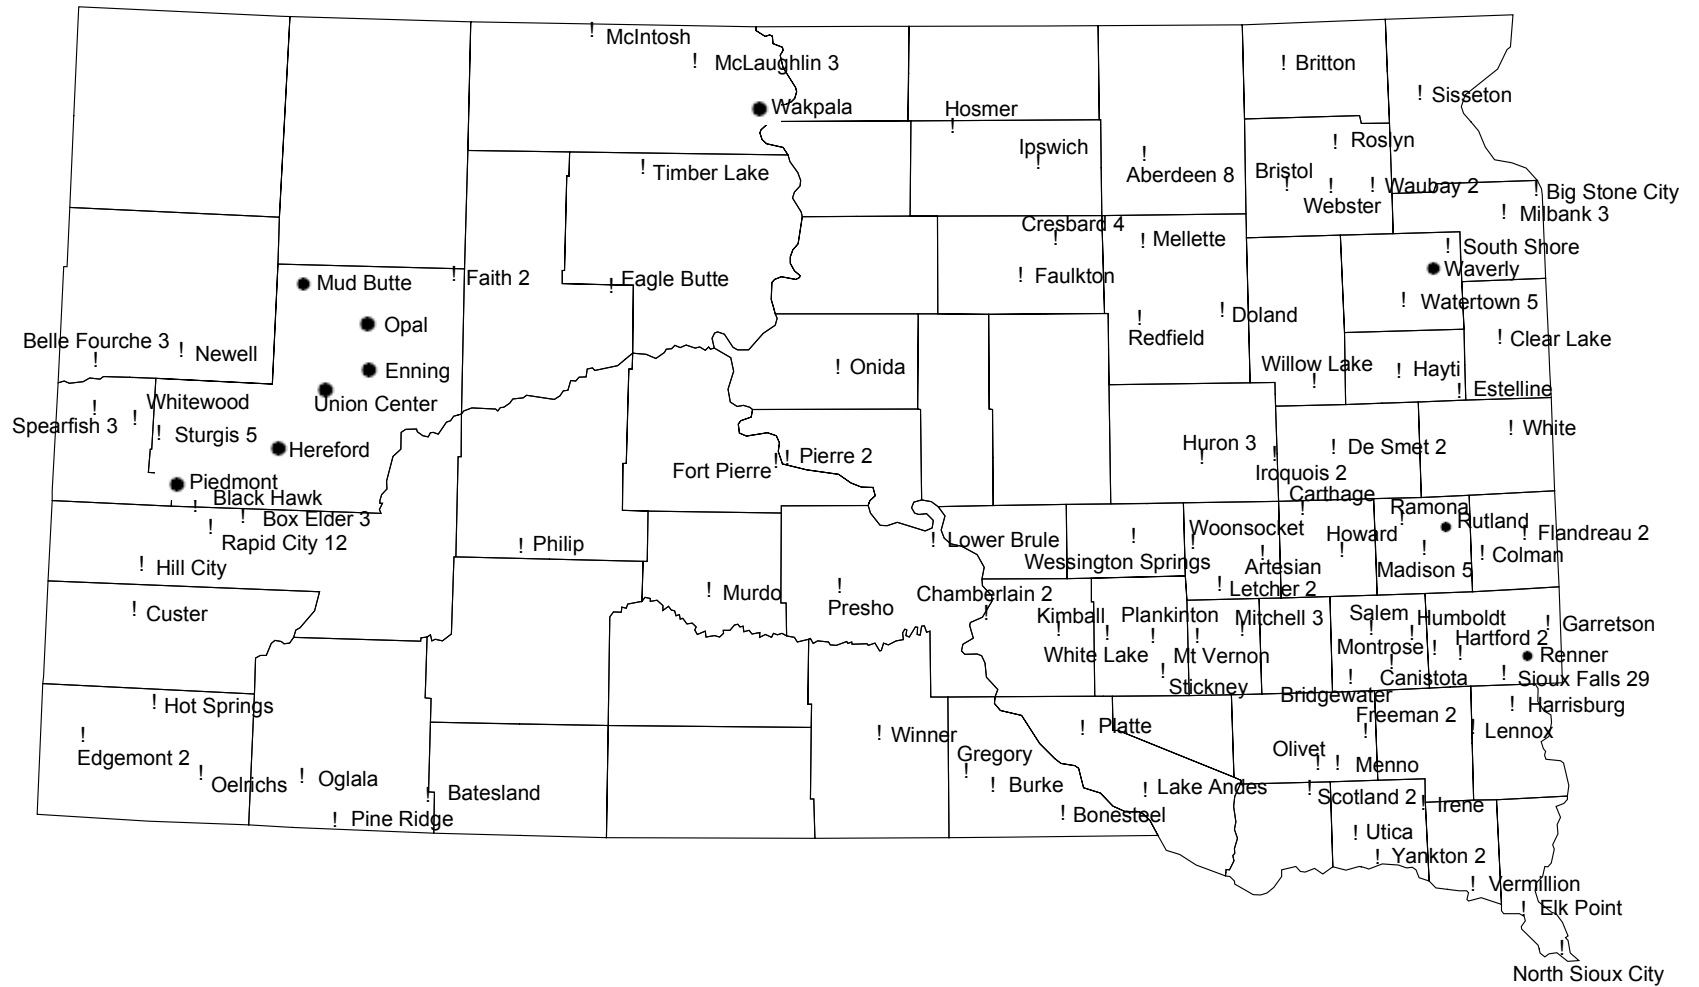 McIntosh
McLaughlin 3
Britton
Sisseton
Wakpala
Hosmer
Roslyn
Ipswich
Timber Lake
Aberdeen 8
Bristol
Waubay 2
Big Stone City
Webster
Milbank 3
Cresbard 4
Mellette
South Shore
Waverly
Mud Butte
Faith 2
Eagle Butte
Faulkton
Watertown 5
Opal
Doland
Redfield
Clear Lake
Belle Fourche 3
Newell
Enning
Onida
Willow Lake
Hayti
Estelline
Whitewood
Union Center
Spearfish 3
Sturgis 5
White
Hereford
Huron 3
De Smet 2
Pierre 2
Fort Pierre
Iroquois 2
Piedmont
Black Hawk
Carthage
Ramona
Box Elder 3
Rutland
Rapid City 12
Philip
Lower Brule
Woonsocket
Howard
Flandreau 2
Wessington Springs
Artesian
Colman
Hill City
Madison 5
Letcher 2
Murdo
Presho
Chamberlain 2
Custer
Kimball
Plankinton
Mitchell 3
Salem
Humboldt
Garretson
Hartford 2
White Lake
Mt Vernon
Montrose
Renner
Stickney
Canistota
Sioux Falls 29
Bridgewater
Hot Springs
Harrisburg
Freeman 2
Platte
Lennox
Winner
Gregory
Olivet
Menno
Edgemont 2
Oelrichs
Oglala
Batesland
Burke
Lake Andes
Scotland 2
Irene
Pine Ridge
Bonesteel
Utica
Yankton 2
Vermillion
Elk Point
North Sioux City